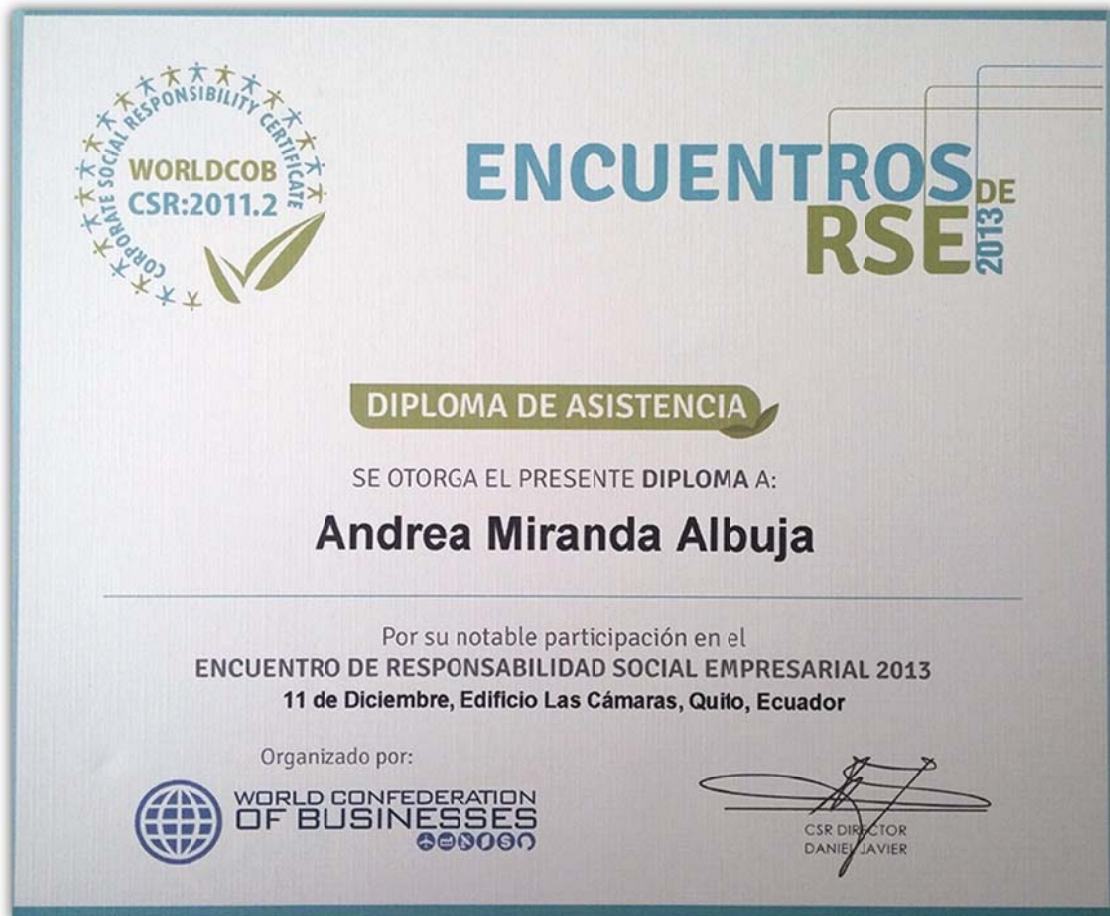 CORPORATE SOCIAL RESPONSIBILITY CERTIFICATE
WORLDCOB
CSR:2011.2
ENCUENTROS DE
RSE 2013
DIPLOMA DE ASISTENCIA
SE OTORGA EL PRESENTE DIPLOMA A:
Andrea Miranda Albuja
Por su notable participación en el
ENCUENTRO DE RESPONSABILIDAD SOCIAL EMPRESARIAL 2013
11 de Diciembre, Edificio Las Cámaras, Quito, Ecuador
Organizado por:
WORLD CONFEDERATION
OF BUSINESSES
CSR DIRECTOR
DANIEL JAVIER